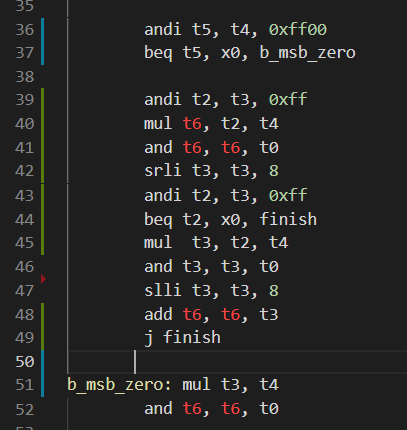 35
36 andi t5, t4, 0xff00
37 beq t5, x0, b_msb_zero
38
39 andi t2, t3, 0xff
40 mul t6, t2, t4
41 and t6, t6, t0
42 srli t3, t3, 8
43 andi t2, t3, 0xff
44 beq t2, x0, finish
45 mul  t3, t2, t4
46 and t3, t3, t0
47 slli t3, t3, 8
48 add t6, t6, t3
49 j finish
50
51 b_msb_zero: mul t3, t4
52 and t6, t6, t0